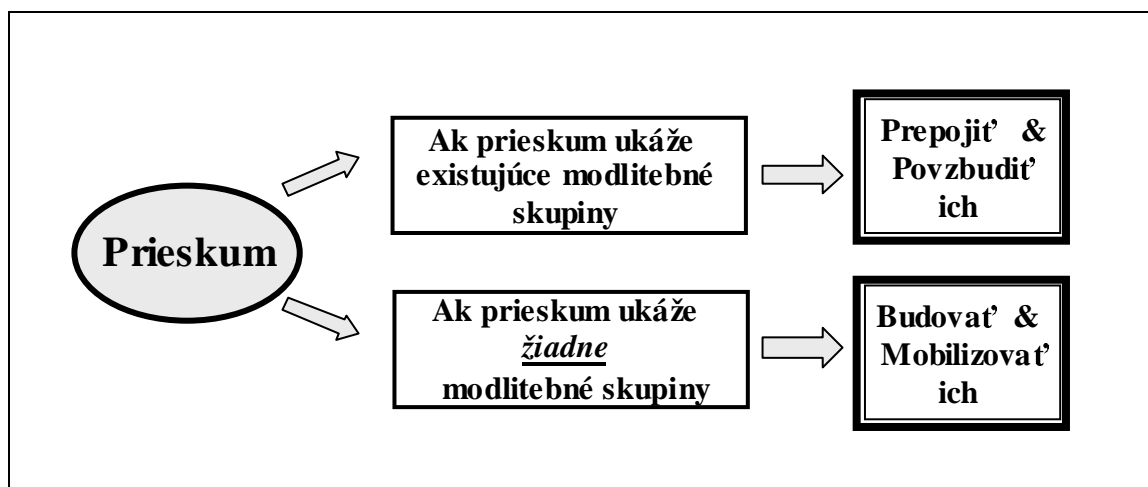 Prieskum
Ak prieskum ukáže
existujúce modlitebné
skupiny
Prepojiť &
Povzbudiť
ich
Ak prieskum ukáže
žiadne
modlitebné skupiny
Budovať &
Mobilizovať
ich